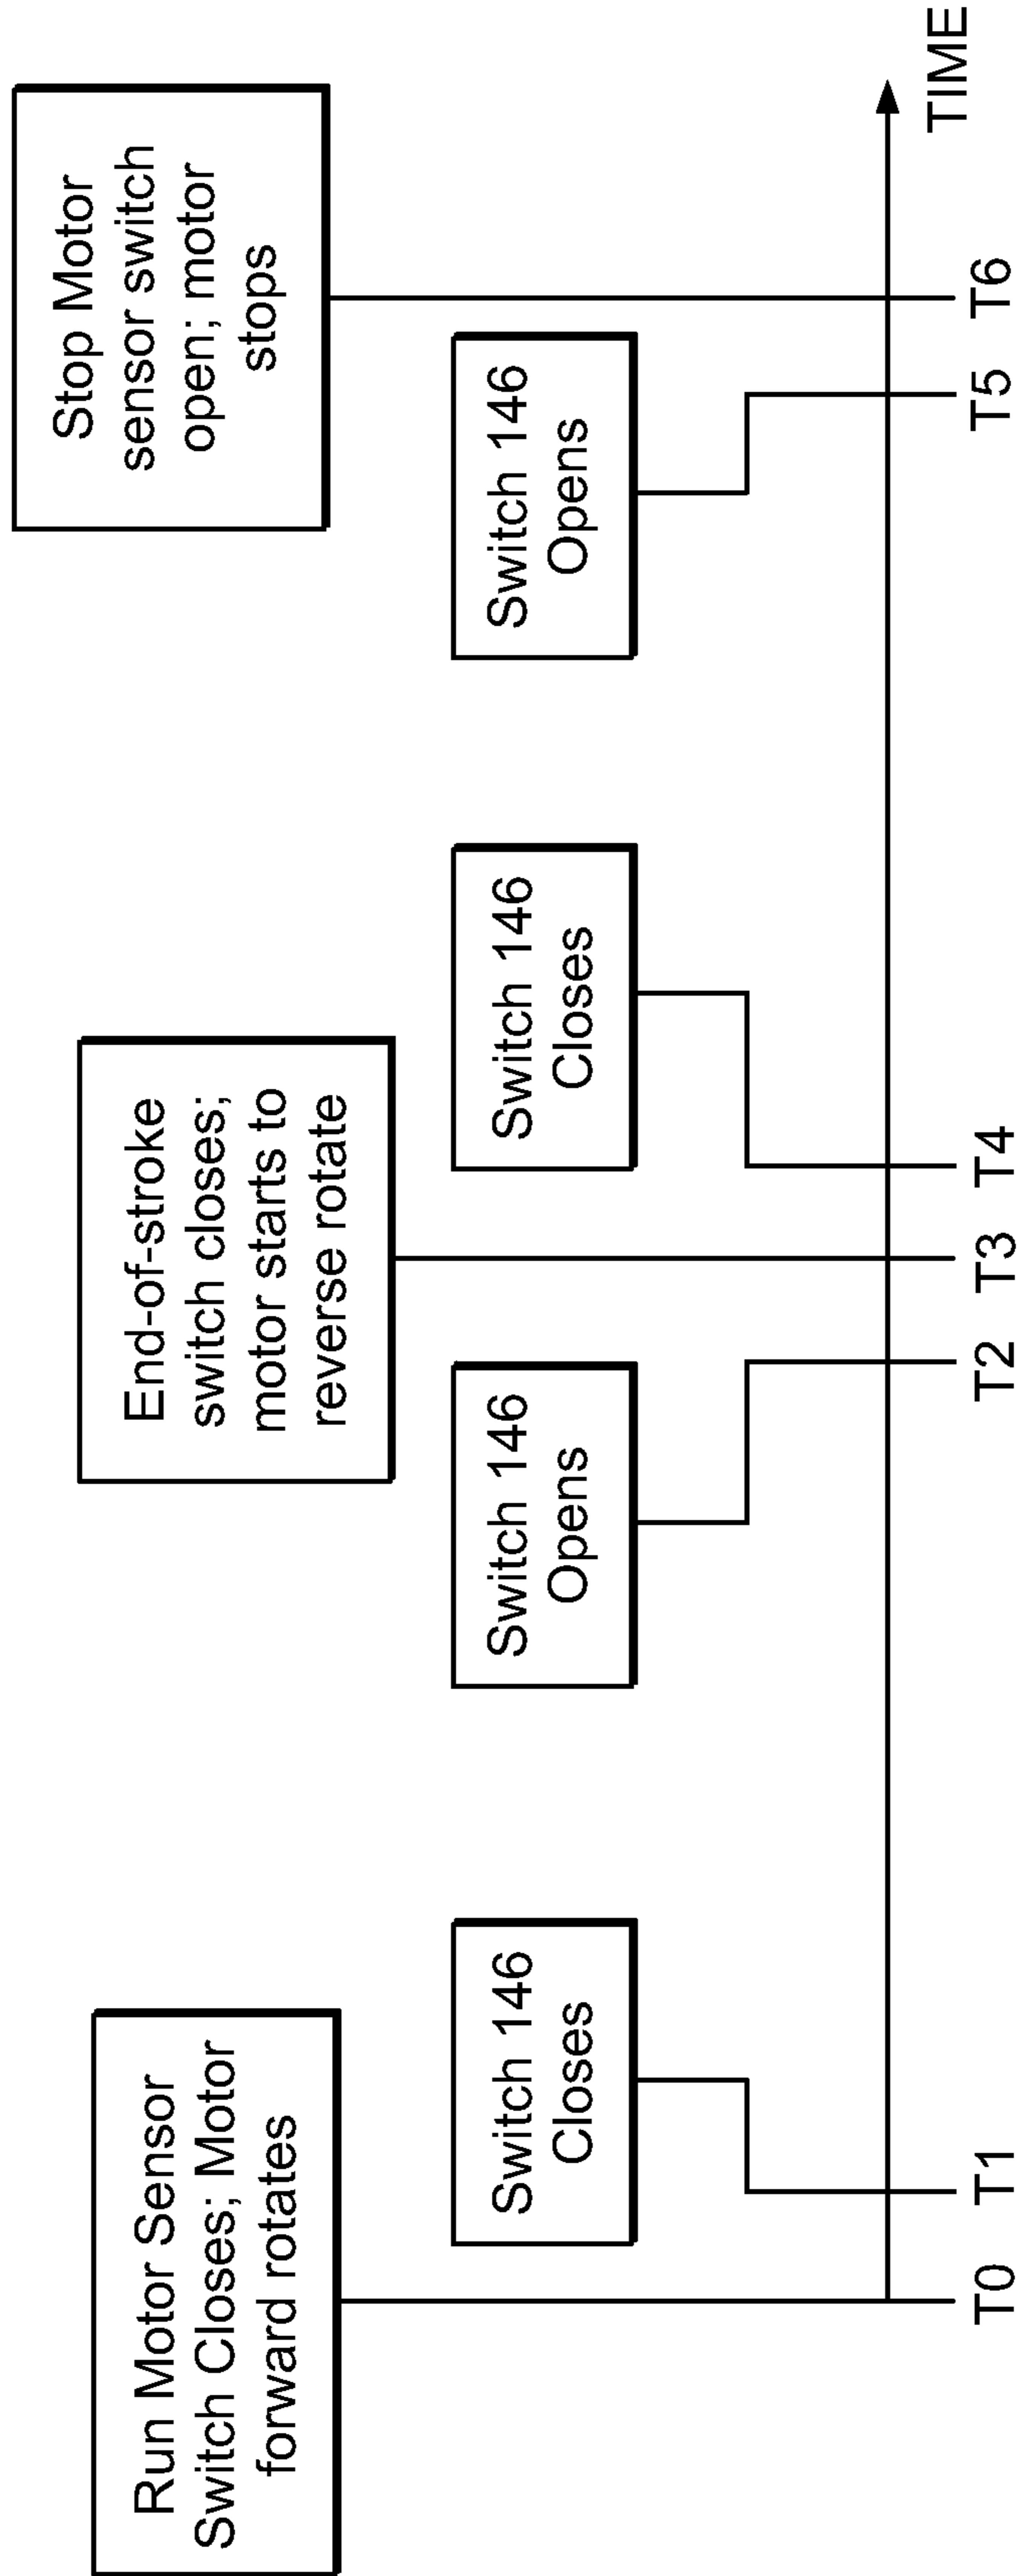 Run Motor Sensor
Switch Closes; Motor
forward rotates
End-of-stroke
switch closes;
motor starts to
reverse rotate
Stop Motor
sensor switch
open; motor
stops
Switch 146
Closes
Switch 146
Opens
Switch 146
Closes
Switch 146
Opens
T0
T1
T2
T3
T4
T5
T6
TIME